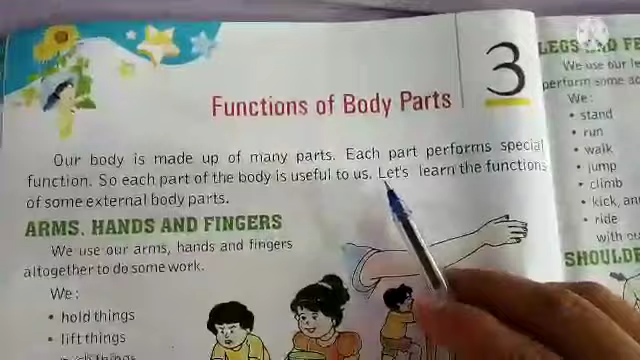 3
Functions of Body Parts
Our body is made up of many parts. Each part performs special
function. So each part of the body is useful to us. Let's learn the functions
of some external body parts.
ARMS, HANDS AND FINGERS
We use our arms, hands and fingers
altogether to do some work.
We:
• hold things
• lift things
things
LEGS AND
We use our
perform some
We:
• stand
• run
• walk
• jump
• climb
• kick,
• ride
with